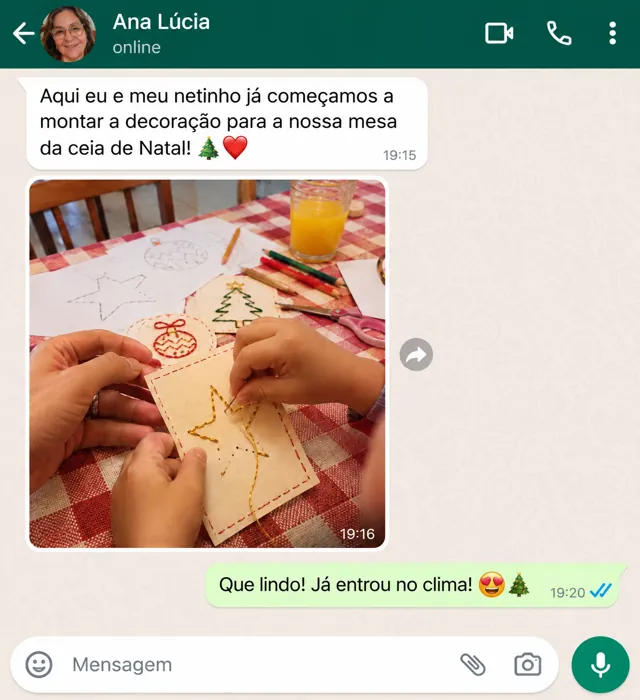 Ana Lúcia
online
Aqui eu e meu netinho já começamos a
montar a decoração para a nossa mesa
da ceia de Natal! 🎄❤️
19:15
19:16
Que lindo! Já entrou no clima! 😍🎄
19:20
Mensagem